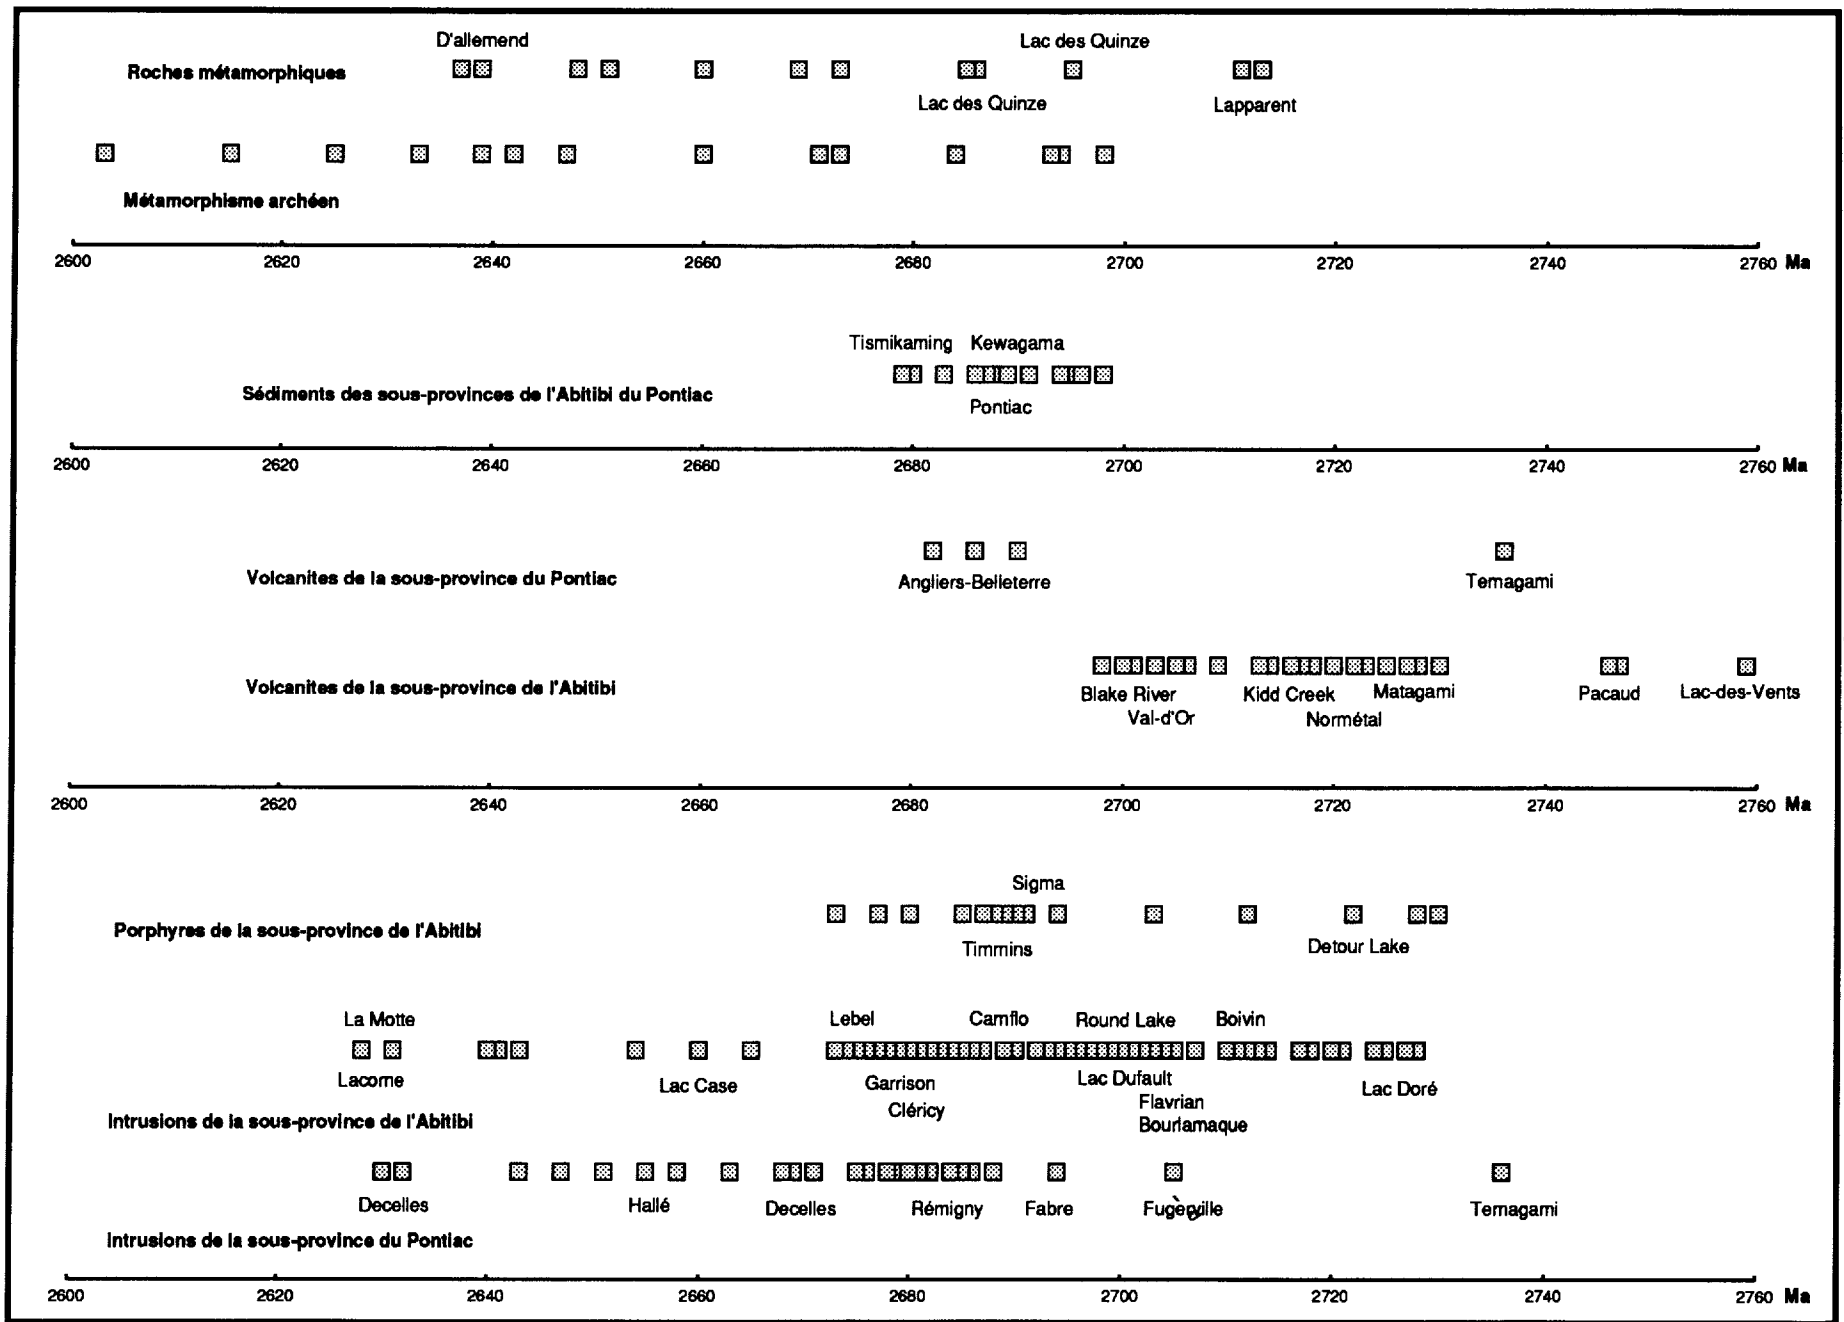 D'allemend Lac des Quinze
Roches métamorphiques
Lac des Quinze Lapparent
Métamorphisme archéen
2600 2620 2640 2660 2680 2700 2720 2740 2760 Ma
Tismikaming Kewagama
Sédiments des sous-provinces de l'Abitibi du Pontiac
Pontiac
2600 2620 2640 2660 2680 2700 2720 2740 2760 Ma
Volcanites de la sous-province du Pontiac
Angliers-Belleterre Temagami
Volcanites de la sous-province de l'Abitibi
Blake River Kidd Creek Matagami Pacaud Lac-des-Vents
Val-d'Or Normétal
2600 2620 2640 2660 2680 2700 2720 2740 2760 Ma
Sigma
Porphyres de la sous-province de l'Abitibi
Timmins Detour Lake
La Motte Lebel Camflo Round Lake Boivin
Lacorne Lac Case Garrison Lac Dufault Lac Doré
Cléricy Flavrian
Bourlamaque
Intrusions de la sous-province de l'Abitibi
Decelles Hallé Decelles Rémigny Fabre Fugèrville Temagami
Intrusions de la sous-province du Pontiac
2600 2620 2640 2660 2680 2700 2720 2740 2760 Ma